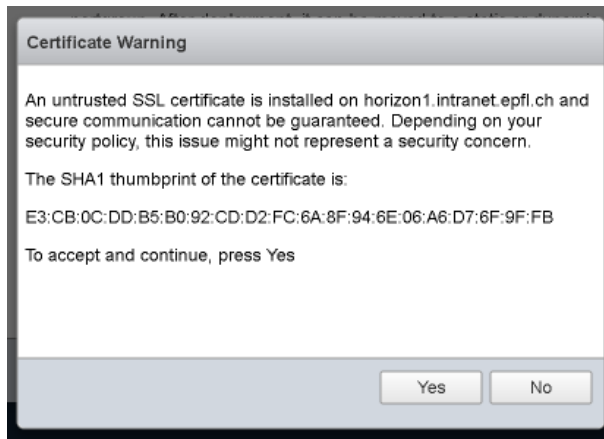 Certificate Warning
An untrusted SSL certificate is installed on horizon1.intranet.epfl.ch and
secure communication cannot be guaranteed. Depending on your
security policy, this issue might not represent a security concern.
The SHA1 thumbprint of the certificate is:
E3:CB:0C:DD:B5:B0:92:CD:D2:FC:6A:8F:94:6E:06:A6:D7:6F:9F:FB
To accept and continue, press Yes
Yes
No